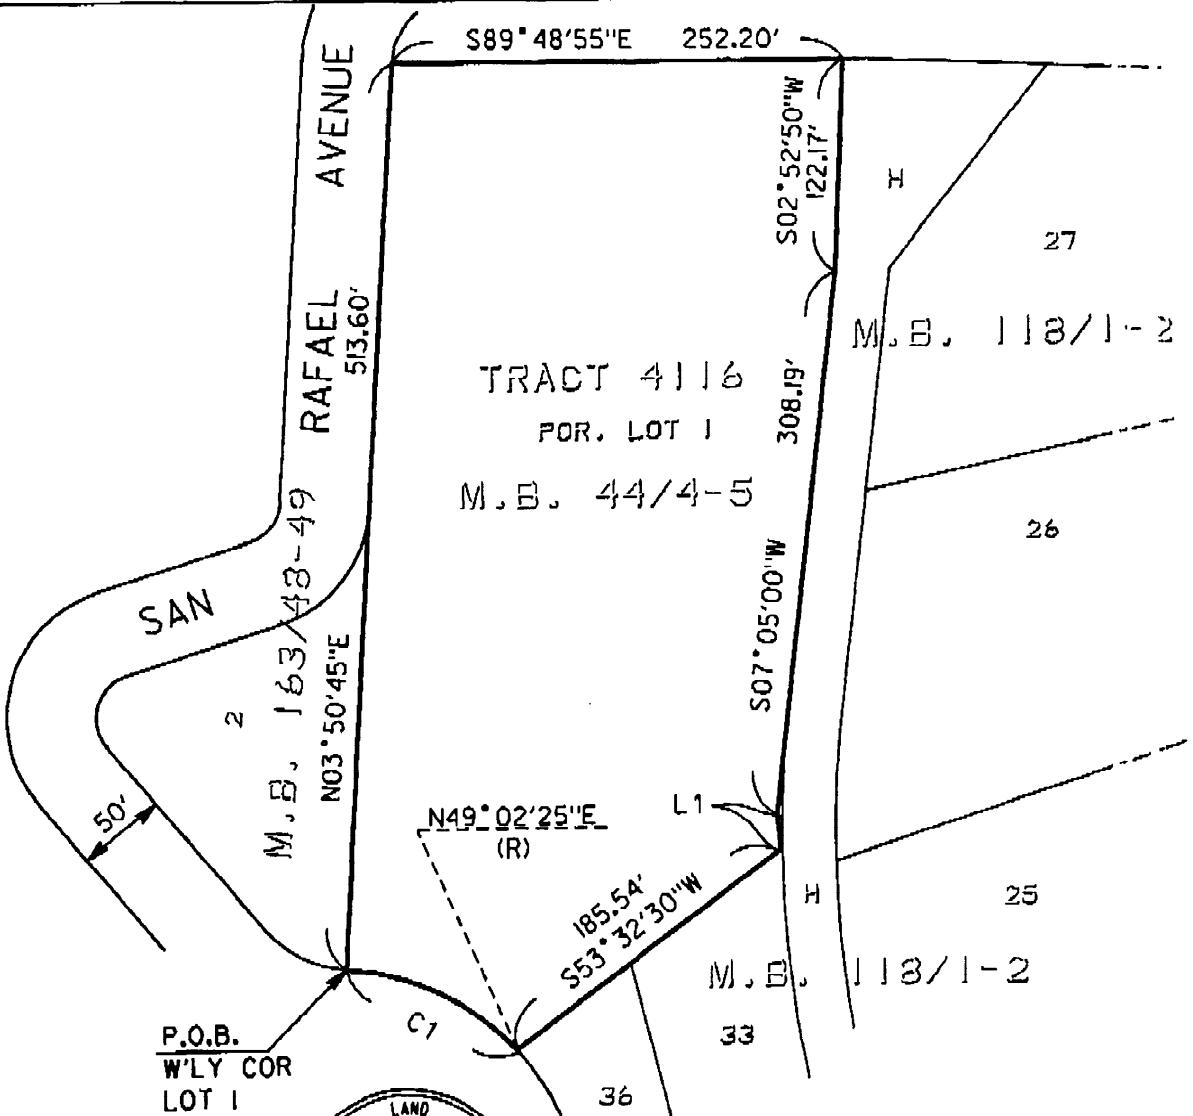 S89°48'55"E 252.20'
SAN RAFAEL AVENUE
S02°52'50"W
122.17'
H
27
M.B. 118/1-2
513.60'
TRACT 4116
POR. LOT 1
M.B. 44/4-5
308.19'
26
M.B. 163/43-49
S07°05'00"W
2
N03°50'45"E
50'
L1
N49°02'25"E
(R)
185.54'
S53°32'30"W
H
25
M.B. 118/1-2
C1
33
P.O.B.
W'LY COR
LOT 1
36
LAND